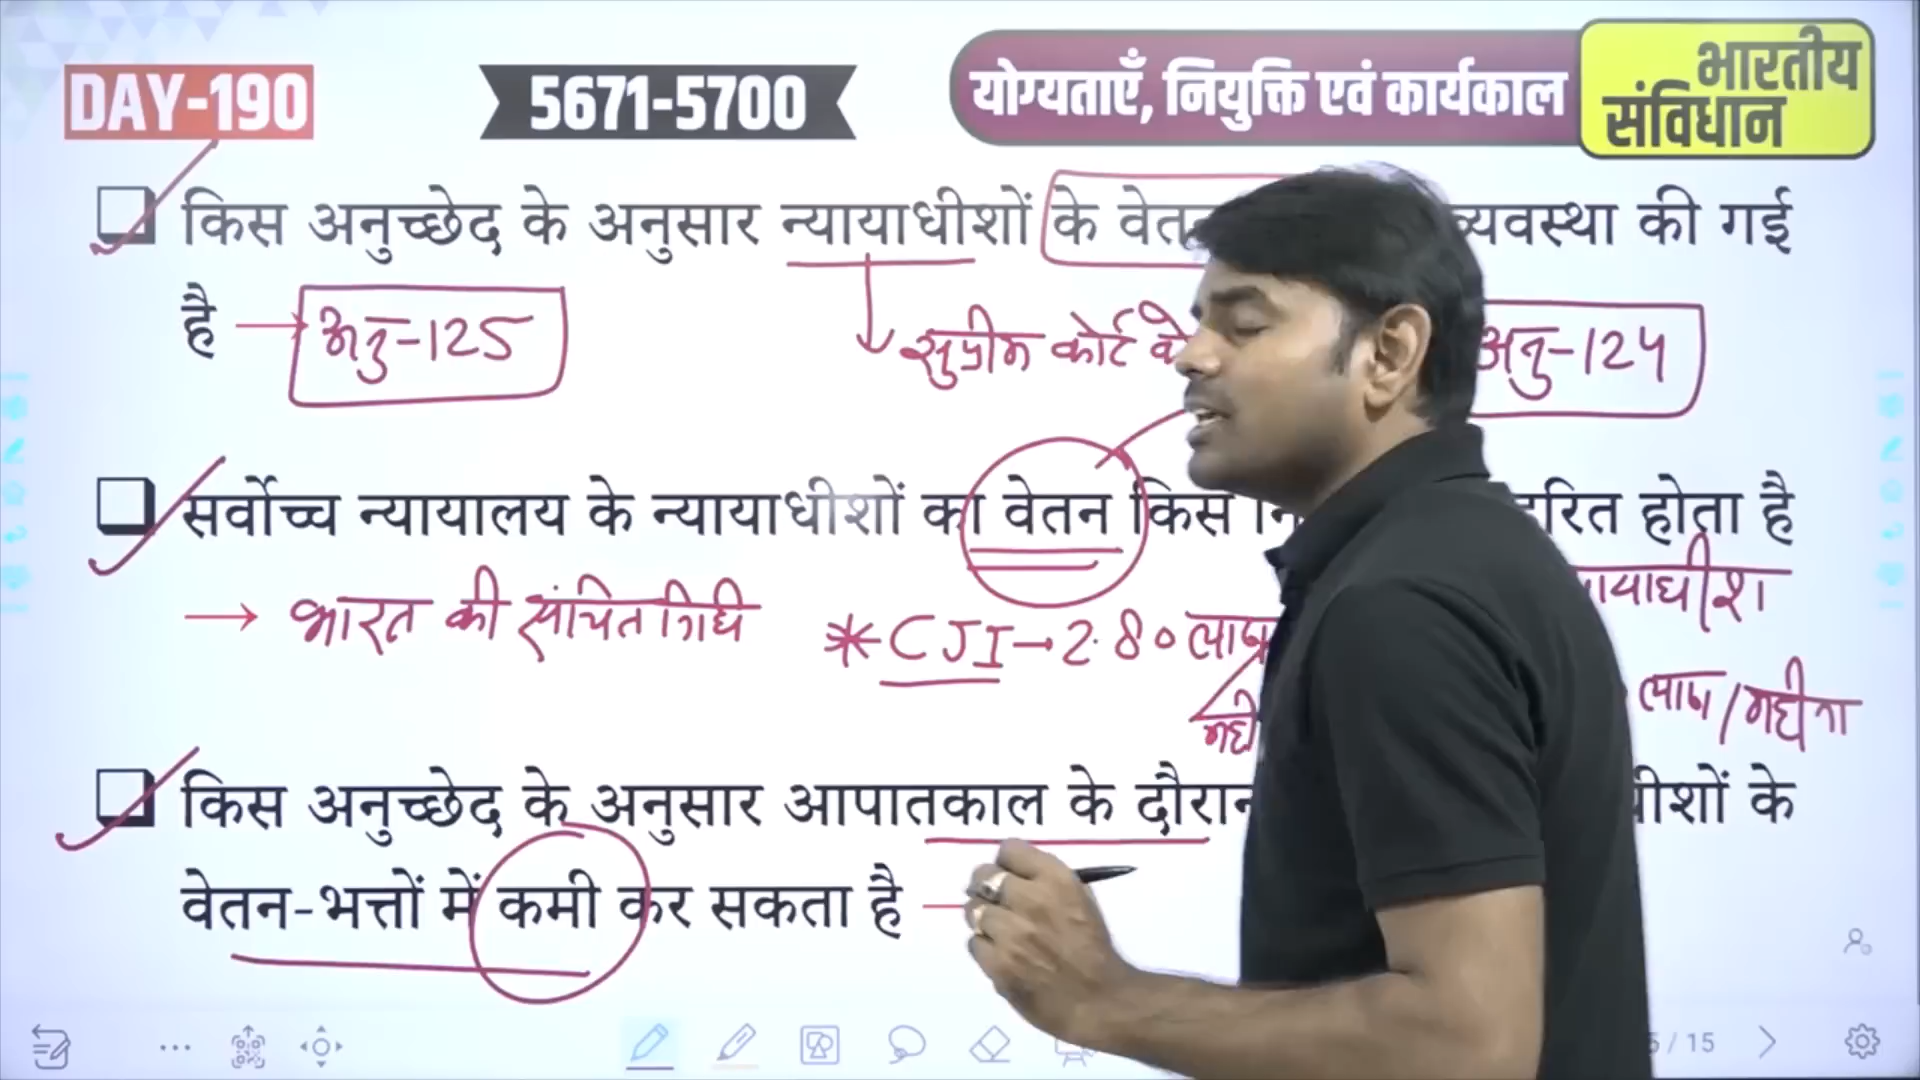 DAY-190
5671-5700
योग्यताएँ, नियुक्ति एवं कार्यकाल
भारतीय
संविधान
किस अनुच्छेद के अनुसार न्यायाधीशों के व्यवस्था की गई
है → अनु-125
सुप्रीम कोर्ट
अनु-124
सर्वोच्च न्यायालय के न्यायाधीशों का वेतन किस होता है
→ भारत की संचित निधि
* CJI → 2.80 लाख
लाख / महीना
किस अनुच्छेद के अनुसार आपातकाल के दौरान के
वेतन-भत्तों में कमी कर सकता है
/ 15